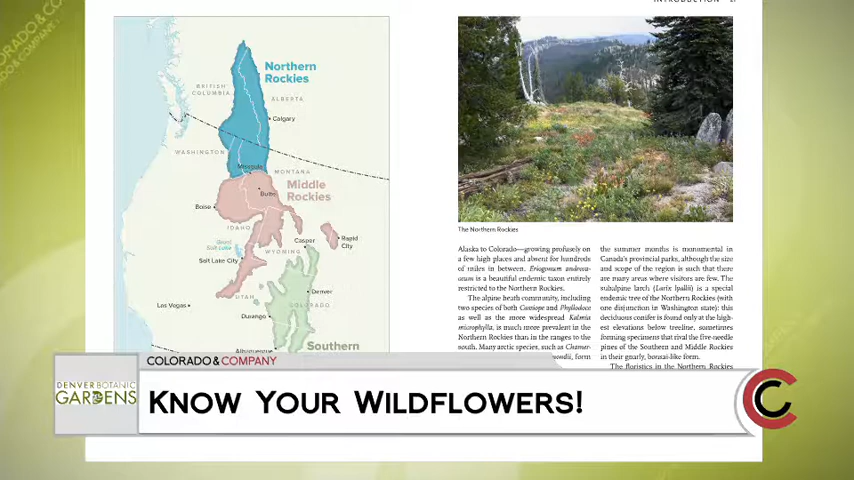 INTRODUCTION
Northern
Rockies
BRITISH
COLUMBIA
ALBERTA
Calgary
WASHINGTON
Missoula
MONTANA
Middle
Rockies
Butte
Boise
IDAHO
Casper
Rapid
City
Great
Salt Lake
WYOMING
Salt Lake City
UTAH
Denver
Las Vegas
COLORADO
Durango
Southern
Albuquerque
The Northern Rockies
Alaska to Colorado—growing profusely on
a few high places and absent for hundreds
of miles in between. Eriogonum androsa-
ceum is a beautiful endemic taxon entirely
restricted to the Northern Rockies.
The alpine heath community, including
two species of both Cassiope and Phyllodoce
as well as the more widespread Kalmia
microphylla, is much more prevalent in the
Northern Rockies than in the ranges to the
south. Many arctic species, such as Chamar-
mondii, form
the summer months is monumental in
Canada's provincial parks, although the size
and scope of the region is such that there
are many areas where visitors are few. The
subalpine larch (Larix lyallii) is a special
endemic tree of the Northern Rockies (with
one disjunction in Washington state): this
deciduous conifer is found only at the high-
est elevations below treeline, sometimes
forming specimens that rival the five-needle
pines of the Southern and Middle Rockies
in their gnarly, bonsai-like form.
The floristics in the Northern Rockies
COLORADO & COMPANY
DENVER BOTANIC
GARDENS
KNOW YOUR WILDFLOWERS!